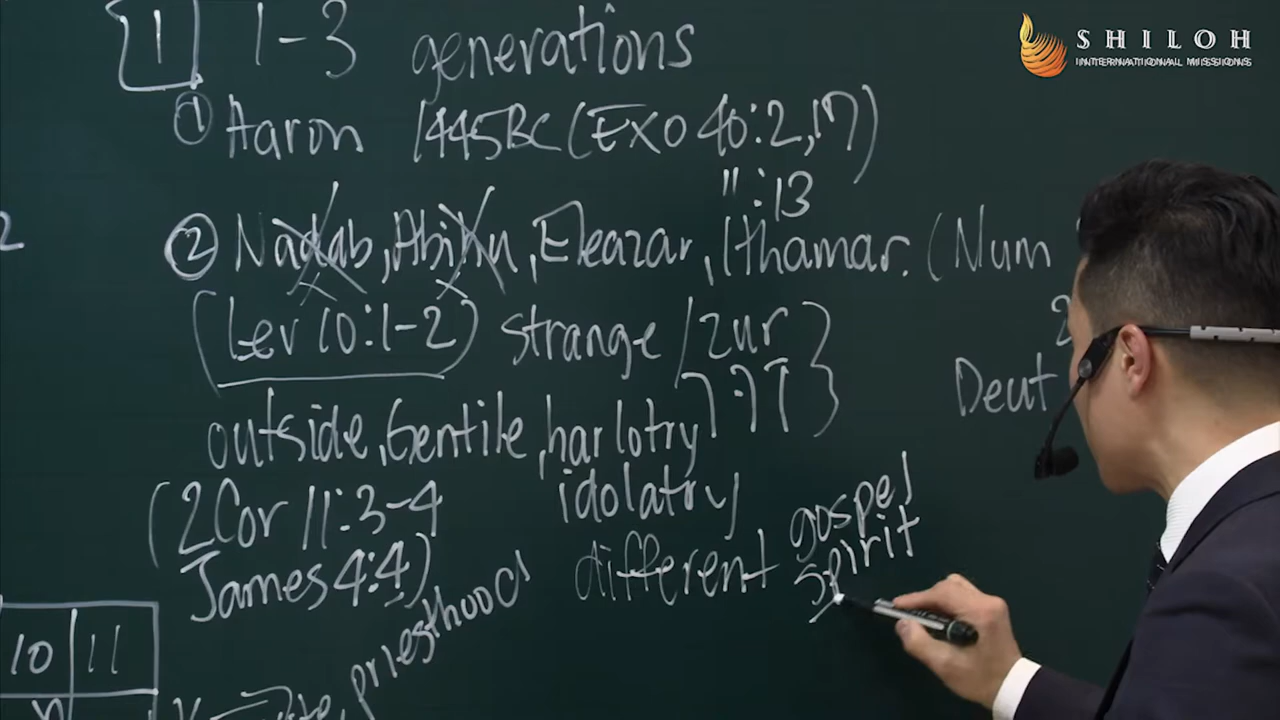 SHILOH
INTERNATIONAL MISSIONS
[1] 1-3 generations
① Aaron 1445BC (Exo 40:2,17)
" : 13
2
② Nadab, Abihu, Eleazar, Ithamar. (Num
(Lev 10:1-2) strange / zur
זּוּר }
2
Deut
outside, Gentile, harlotry
idolatry
(2Cor 11:3-4
James 4:4)
different gospel
spirit
priesthood
10 11